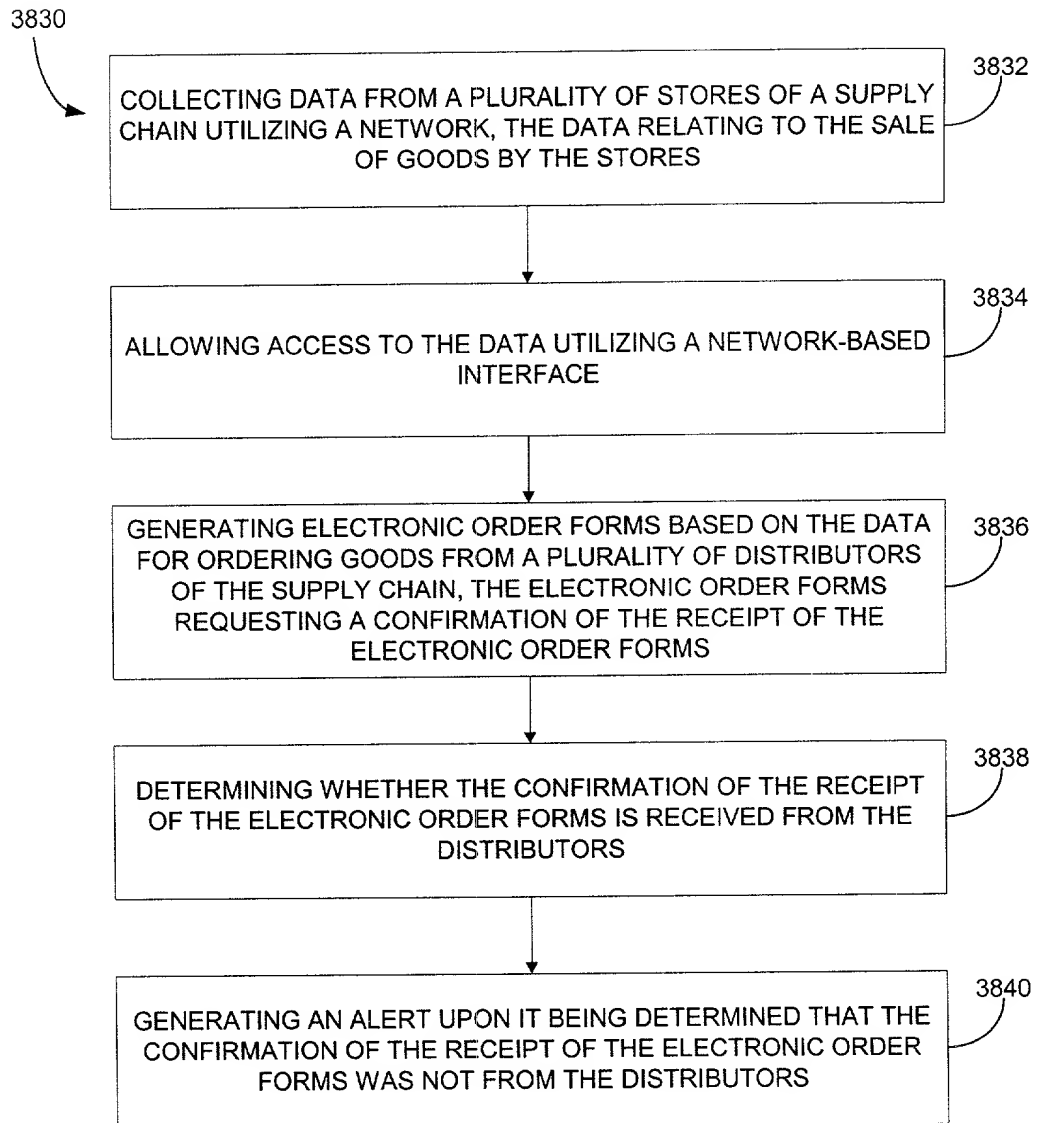 3830
3832
COLLECTING DATA FROM A PLURALITY OF STORES OF A SUPPLY
CHAIN UTILIZING A NETWORK, THE DATA RELATING TO THE SALE
OF GOODS BY THE STORES
3834
ALLOWING ACCESS TO THE DATA UTILIZING A NETWORK-BASED
INTERFACE
3836
GENERATING ELECTRONIC ORDER FORMS BASED ON THE DATA
FOR ORDERING GOODS FROM A PLURALITY OF DISTRIBUTORS
OF THE SUPPLY CHAIN, THE ELECTRONIC ORDER FORMS
REQUESTING A CONFIRMATION OF THE RECEIPT OF THE
ELECTRONIC ORDER FORMS
3838
DETERMINING WHETHER THE CONFIRMATION OF THE RECEIPT
OF THE ELECTRONIC ORDER FORMS IS RECEIVED FROM THE
DISTRIBUTORS
3840
GENERATING AN ALERT UPON IT BEING DETERMINED THAT THE
CONFIRMATION OF THE RECEIPT OF THE ELECTRONIC ORDER
FORMS WAS NOT FROM THE DISTRIBUTORS